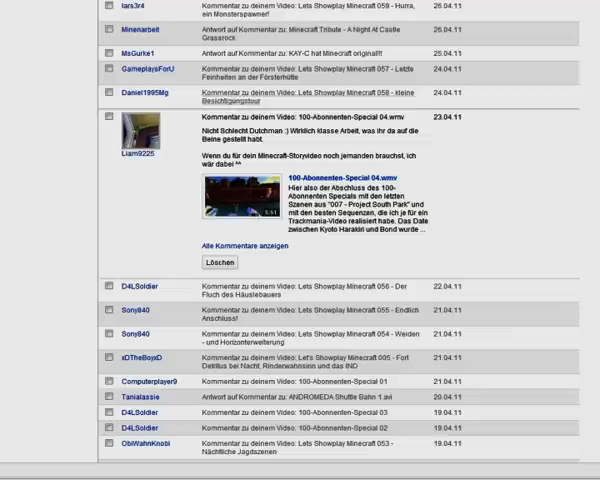 lars3r4 Kommentar zu deinem Video: Lets Showplay Minecraft 059 - Hurra, 26.04.11
ein Monsterspawner!
Minenarbeit Antwort auf Kommentar zu: Minecraft Tribute - A Night At Castle 26.04.11
Grassrock
MsGurke1 Antwort auf Kommentar zu: KAY-C hat Minecraft original!!! 25.04.11
GameplaysForU Kommentar zu deinem Video: Lets Showplay Minecraft 057 - Letzte 24.04.11
Feinheiten an der Försterhütte
Daniel1995Mg Kommentar zu deinem Video: Lets Showplay Minecraft 058 - kleine 24.04.11
Besichtigungstour
Kommentar zu deinem Video: 100-Abonnenten-Special 04.wmv 23.04.11
Nicht Schlecht Dutchman :) Wirklich klasse Arbeit, was ihr da auf die
Beine gestellt habt.
Liam9225
Wenn du für dein Minecraft-Storyvideo noch jemanden brauchst, ich
wär dabei ^^
100-Abonnenten-Special 04.wmv
Hier also der Abschluss des 100-
Abonnenten Specials mit den letzten
Szenen aus "007 - Project South Park" und
mit den besten Sequenzen, die ich je für ein
5:51
Trackmania-Video realisiert habe. Das Date
zwischen Kyoto Harakiri und Bond wurde ...
Alle Kommentare anzeigen
Löschen
D4LSoldier Kommentar zu deinem Video: Lets Showplay Minecraft 056 - Der 22.04.11
Fluch des Häuslebauers
Sony840 Kommentar zu deinem Video: Lets Showplay Minecraft 055 - Endlich 21.04.11
Anschluss!
Sony840 Kommentar zu deinem Video: Lets Showplay Minecraft 054 - Weiden 21.04.11
- und Horizonterweiterung
xDTheBoyxD Kommentar zu deinem Video: Let's Showplay Minecraft 005 - Fort 21.04.11
Detritus bei Nacht, Rinderwahnsinn und das IND
Computerplayer9 Kommentar zu deinem Video: 100-Abonnenten-Special 01 21.04.11
Tanialassie Antwort auf Kommentar zu: ANDROMEDA Shuttle Bahn 1.avi 20.04.11
D4LSoldier Kommentar zu deinem Video: 100-Abonnenten-Special 03 19.04.11
D4LSoldier Kommentar zu deinem Video: 100-Abonnenten-Special 02 19.04.11
ObiWahnKnobi Kommentar zu deinem Video: Lets Showplay Minecraft 053 - 19.04.11
Nächtliche Jagdszenen